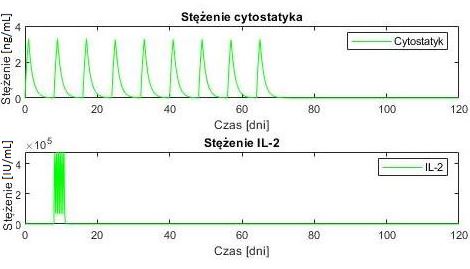 Stężenie cytostatyka
Stężenie [ng/mL]
4
2
0
Cytostatyk
0 20 40 60 80 100 120
Czas [dni]
Stężenie IL-2
× 10^5
Stężenie [IU/mL]
4
2
0
IL-2
0 20 40 60 80 100 120
Czas [dni]